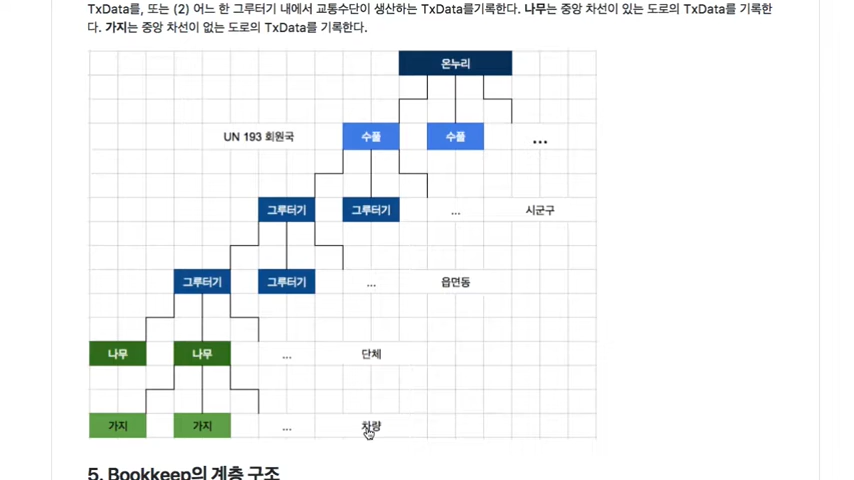 TxData를, 또는 (2) 어느 한 그루터기 내에서 교통수단이 생산하는 TxData를기록한다. 나무는 중앙 차선이 있는 도로의 TxData를 기록한
다. 가지는 중앙 차선이 없는 도로의 TxData를 기록한다.
온누리
UN 193 회원국 수풀 수풀 ...
그루터기 그루터기 ... 시군구
그루터기 그루터기 ... 읍면동
나무 나무 ... 단체
가지 가지 ... 차량
5. Bookkeep의 계층 구조